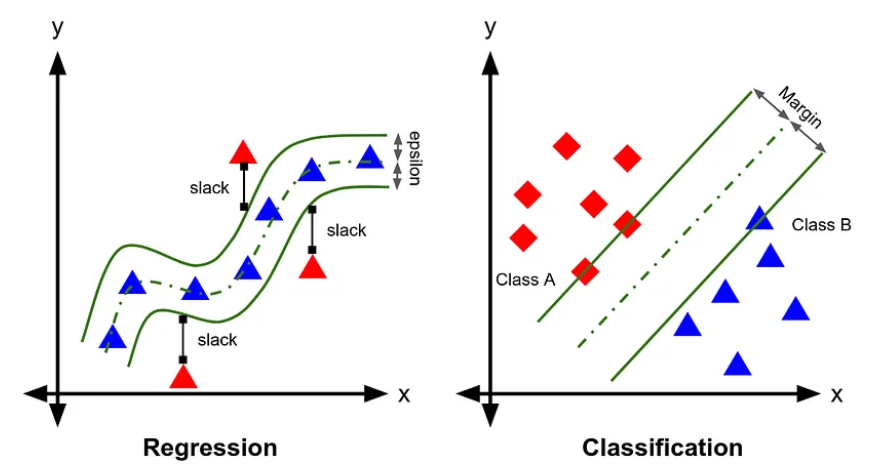 y
epsilon
slack
slack
slack
x
Regression
y
Margin
Class B
Class A
x
Classification